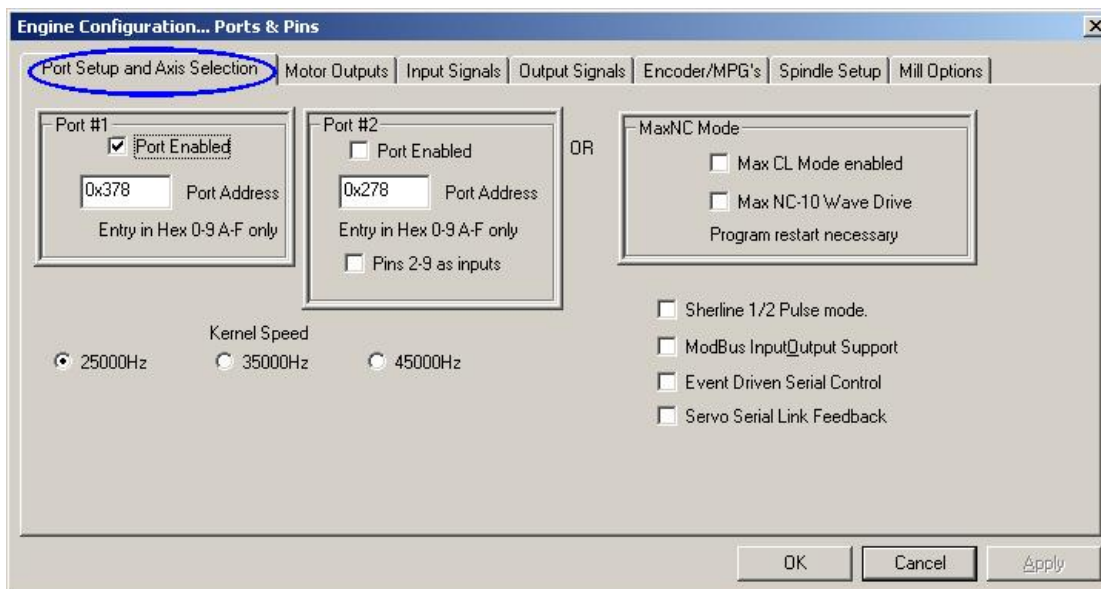 Engine Configuration... Ports & Pins
Port Setup and Axis Selection
Motor Outputs
Input Signals
Output Signals
Encoder/MPG's
Spindle Setup
Mill Options
Port #1
Port Enabled
0x378
Port Address
Entry in Hex 0-9 A-F only
Port #2
Port Enabled
0x278
Port Address
Entry in Hex 0-9 A-F only
Pins 2-9 as inputs
OR
MaxNC Mode
Max CL Mode enabled
Max NC-10 Wave Drive
Program restart necessary
Kernel Speed
25000Hz
35000Hz
45000Hz
Sherline 1/2 Pulse mode.
ModBus InputOutput Support
Event Driven Serial Control
Servo Serial Link Feedback
OK
Cancel
Apply